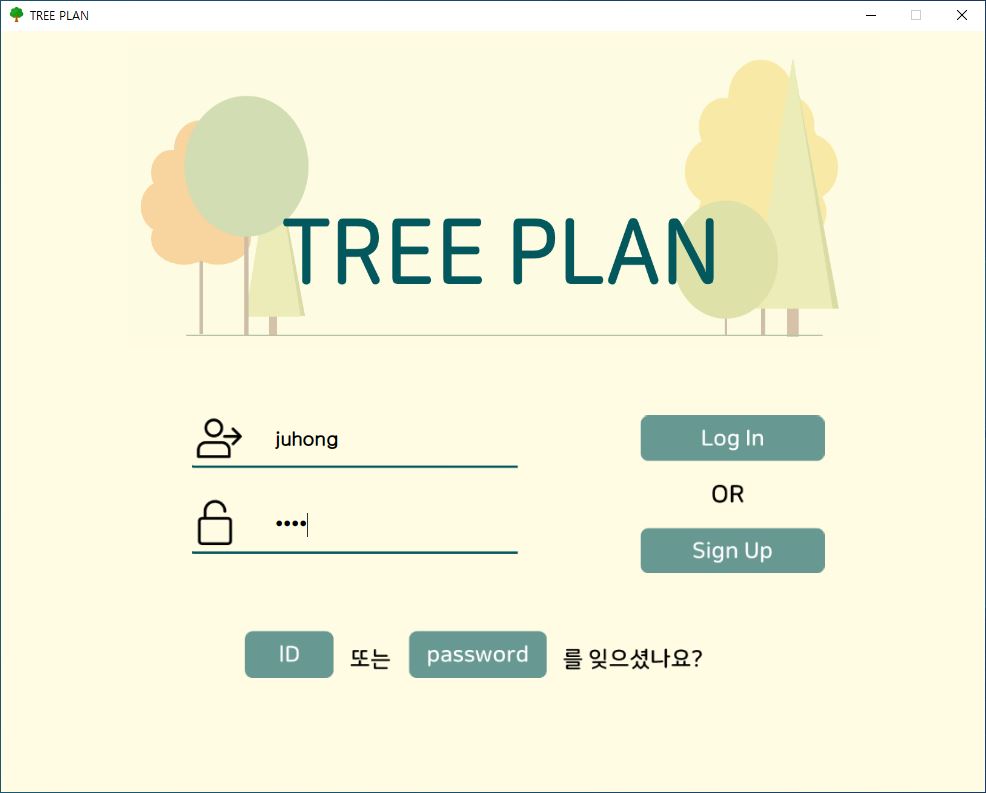 TREE PLAN
TREE PLAN
juhong
••••
Log In
OR
Sign Up
ID 또는 password 를 잊으셨나요?